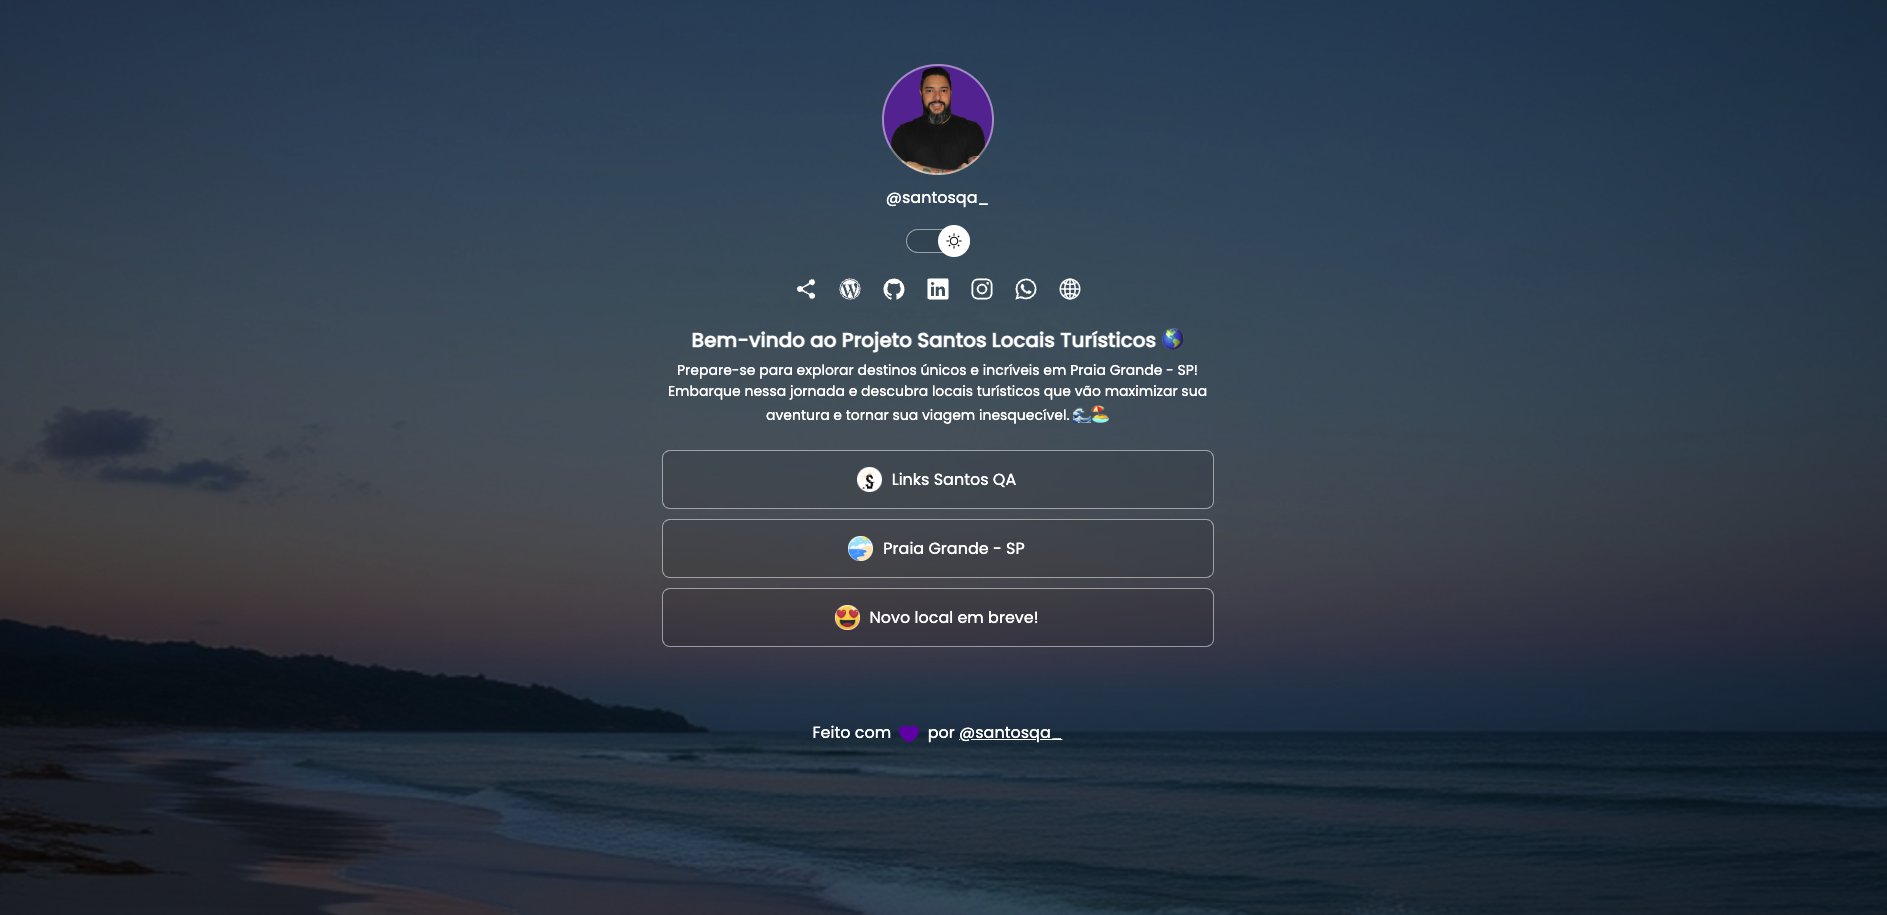 @santosqa_
Bem-vindo ao Projeto Santos Locais Turísticos 🌎
Prepare-se para explorar destinos únicos e incríveis em Praia Grande - SP!
Embarque nessa jornada e descubra locais turísticos que vão maximizar sua
aventura e tornar sua viagem inesquecível. 🌊🏖️
Links Santos QA
Praia Grande - SP
😍 Novo local em breve!
Feito com 💜 por @santosqa_